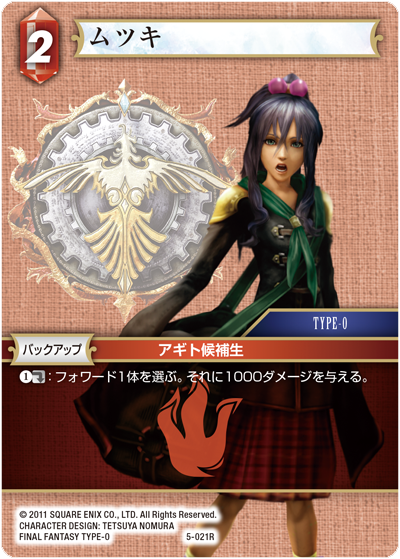 2
ムツキ
TYPE-0
バックアップ
アギト候補生
❶：フォワード1体を選ぶ。それに1000ダメージを与える。
© 2011 SQUARE ENIX CO., LTD. All Rights Reserved.
CHARACTER DESIGN: TETSUYA NOMURA
FINAL FANTASY TYPE-0
5-021R